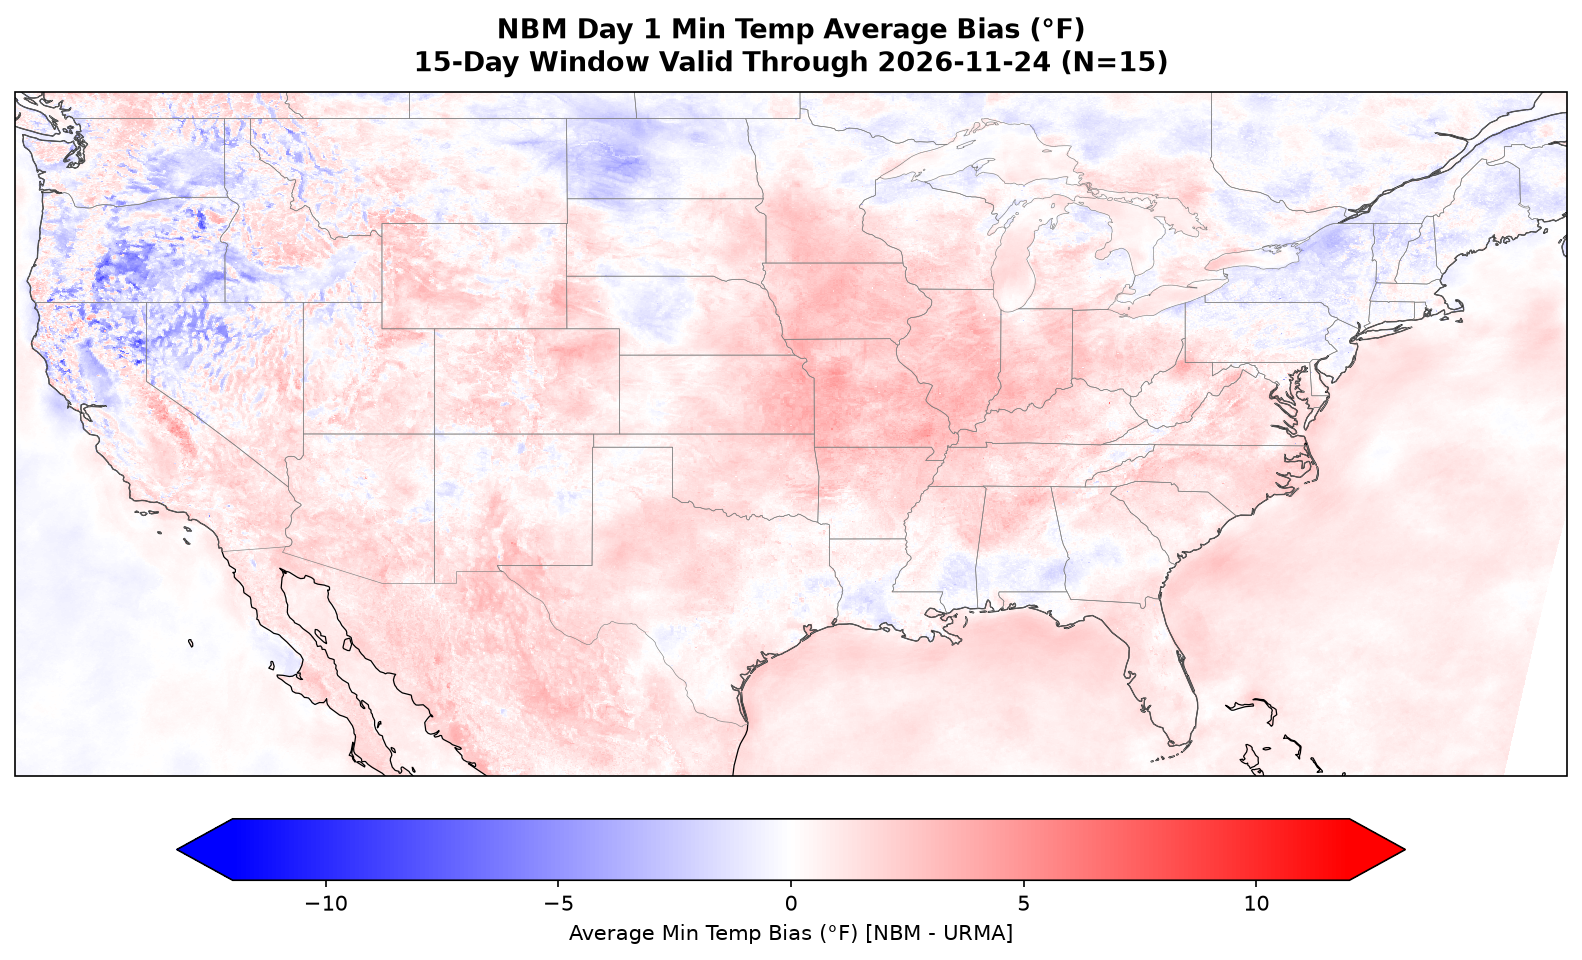 NBM Day 1 Min Temp Average Bias (°F)
15-Day Window Valid Through 2026-11-24 (N=15)
−10 −5 0 5 10
Average Min Temp Bias (°F) [NBM - URMA]